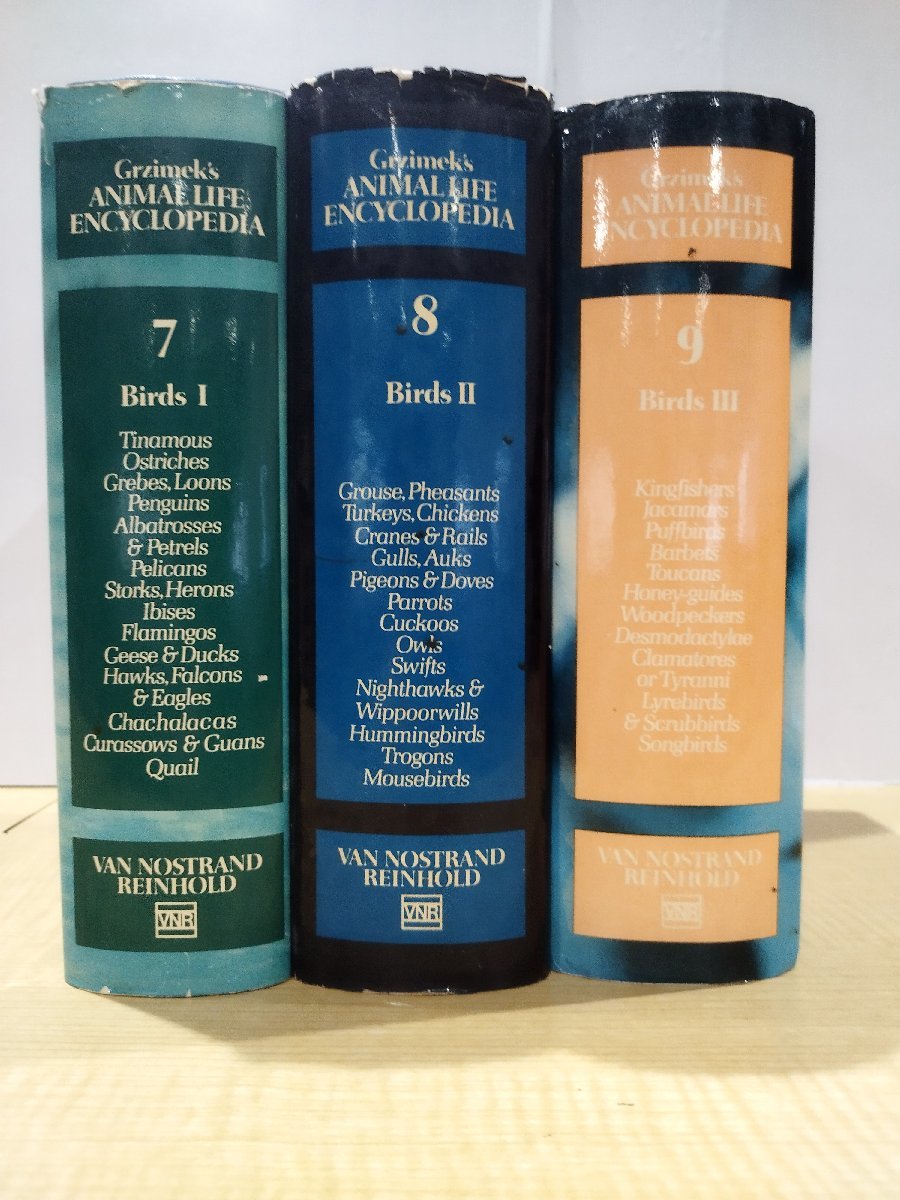 Grzimek's
ANIMAL LIFE
ENCYCLOPEDIA
7
Birds I
Tinamous
Ostriches
Grebes, Loons
Penguins
Albatrosses
& Petrels
Pelicans
Storks, Herons
Ibises
Flamingos
Geese & Ducks
Hawks, Falcons
& Eagles
Chachalacas
Curassows & Guans
Quail
VAN NOSTRAND
REINHOLD
VNR
Grzimek's
ANIMAL LIFE
ENCYCLOPEDIA
8
Birds II
Grouse, Pheasants
Turkeys, Chickens
Cranes & Rails
Gulls, Auks
Pigeons & Doves
Parrots
Cuckoos
Owls
Swifts
Nighthawks &
Wippoorwills
Hummingbirds
Trogons
Mousebirds
VAN NOSTRAND
REINHOLD
VNR
Grzimek's
ANIMAL LIFE
ENCYCLOPEDIA
9
Birds III
Kingfishers
Jacamars
Puffbirds
Barbets
Toucans
Honey-guides
Woodpeckers
Desmodactylae
Clamatores
or Tyranni
Lyrebirds
& Scrubbirds
Songbirds
VAN NOSTRAND
REINHOLD
VNR